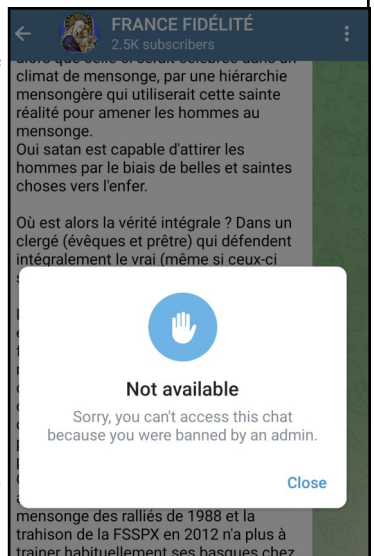 FRANCE FIDÉLITÉ
2.5K subscribers
climat de mensonge, par une hiérarchie
mensongère qui utiliserait cette sainte
réalité pour amener les hommes au
mensonge.
Oui satan est capable d'attirer les
hommes par le biais de belles et saintes
choses vers l'enfer.
Où est alors la vérité intégrale ? Dans un
clergé (évêques et prêtre) qui défendent
intégralement le vrai (même si ceux-ci
Not available
Sorry, you can't access this chat
because you were banned by an admin.
Close
mensonge des ralliés de 1988 et la
trahison de la FSSPX en 2012 n'a plus à
trainer habituellement ses basques chez